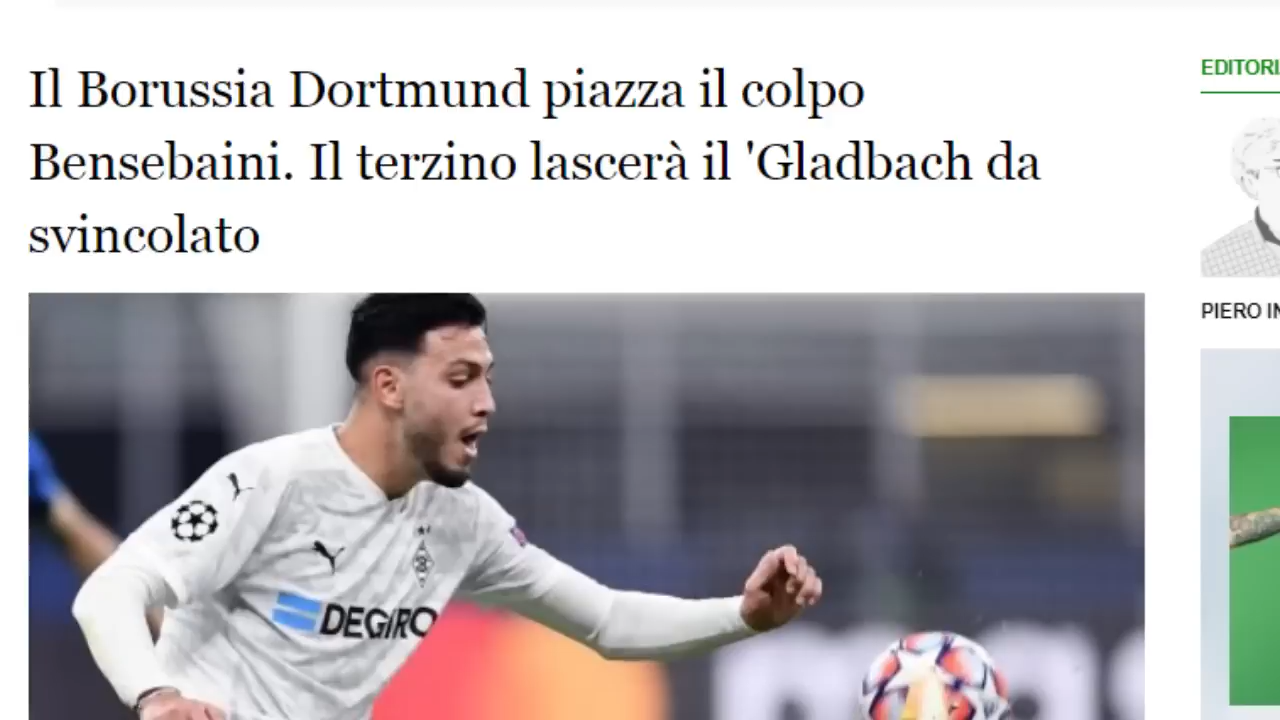 Il Borussia Dortmund piazza il colpo
Bensebaini. Il terzino lascerà il 'Gladbach da
svincolato
EDITORI
PIERO IN
DEGIRO